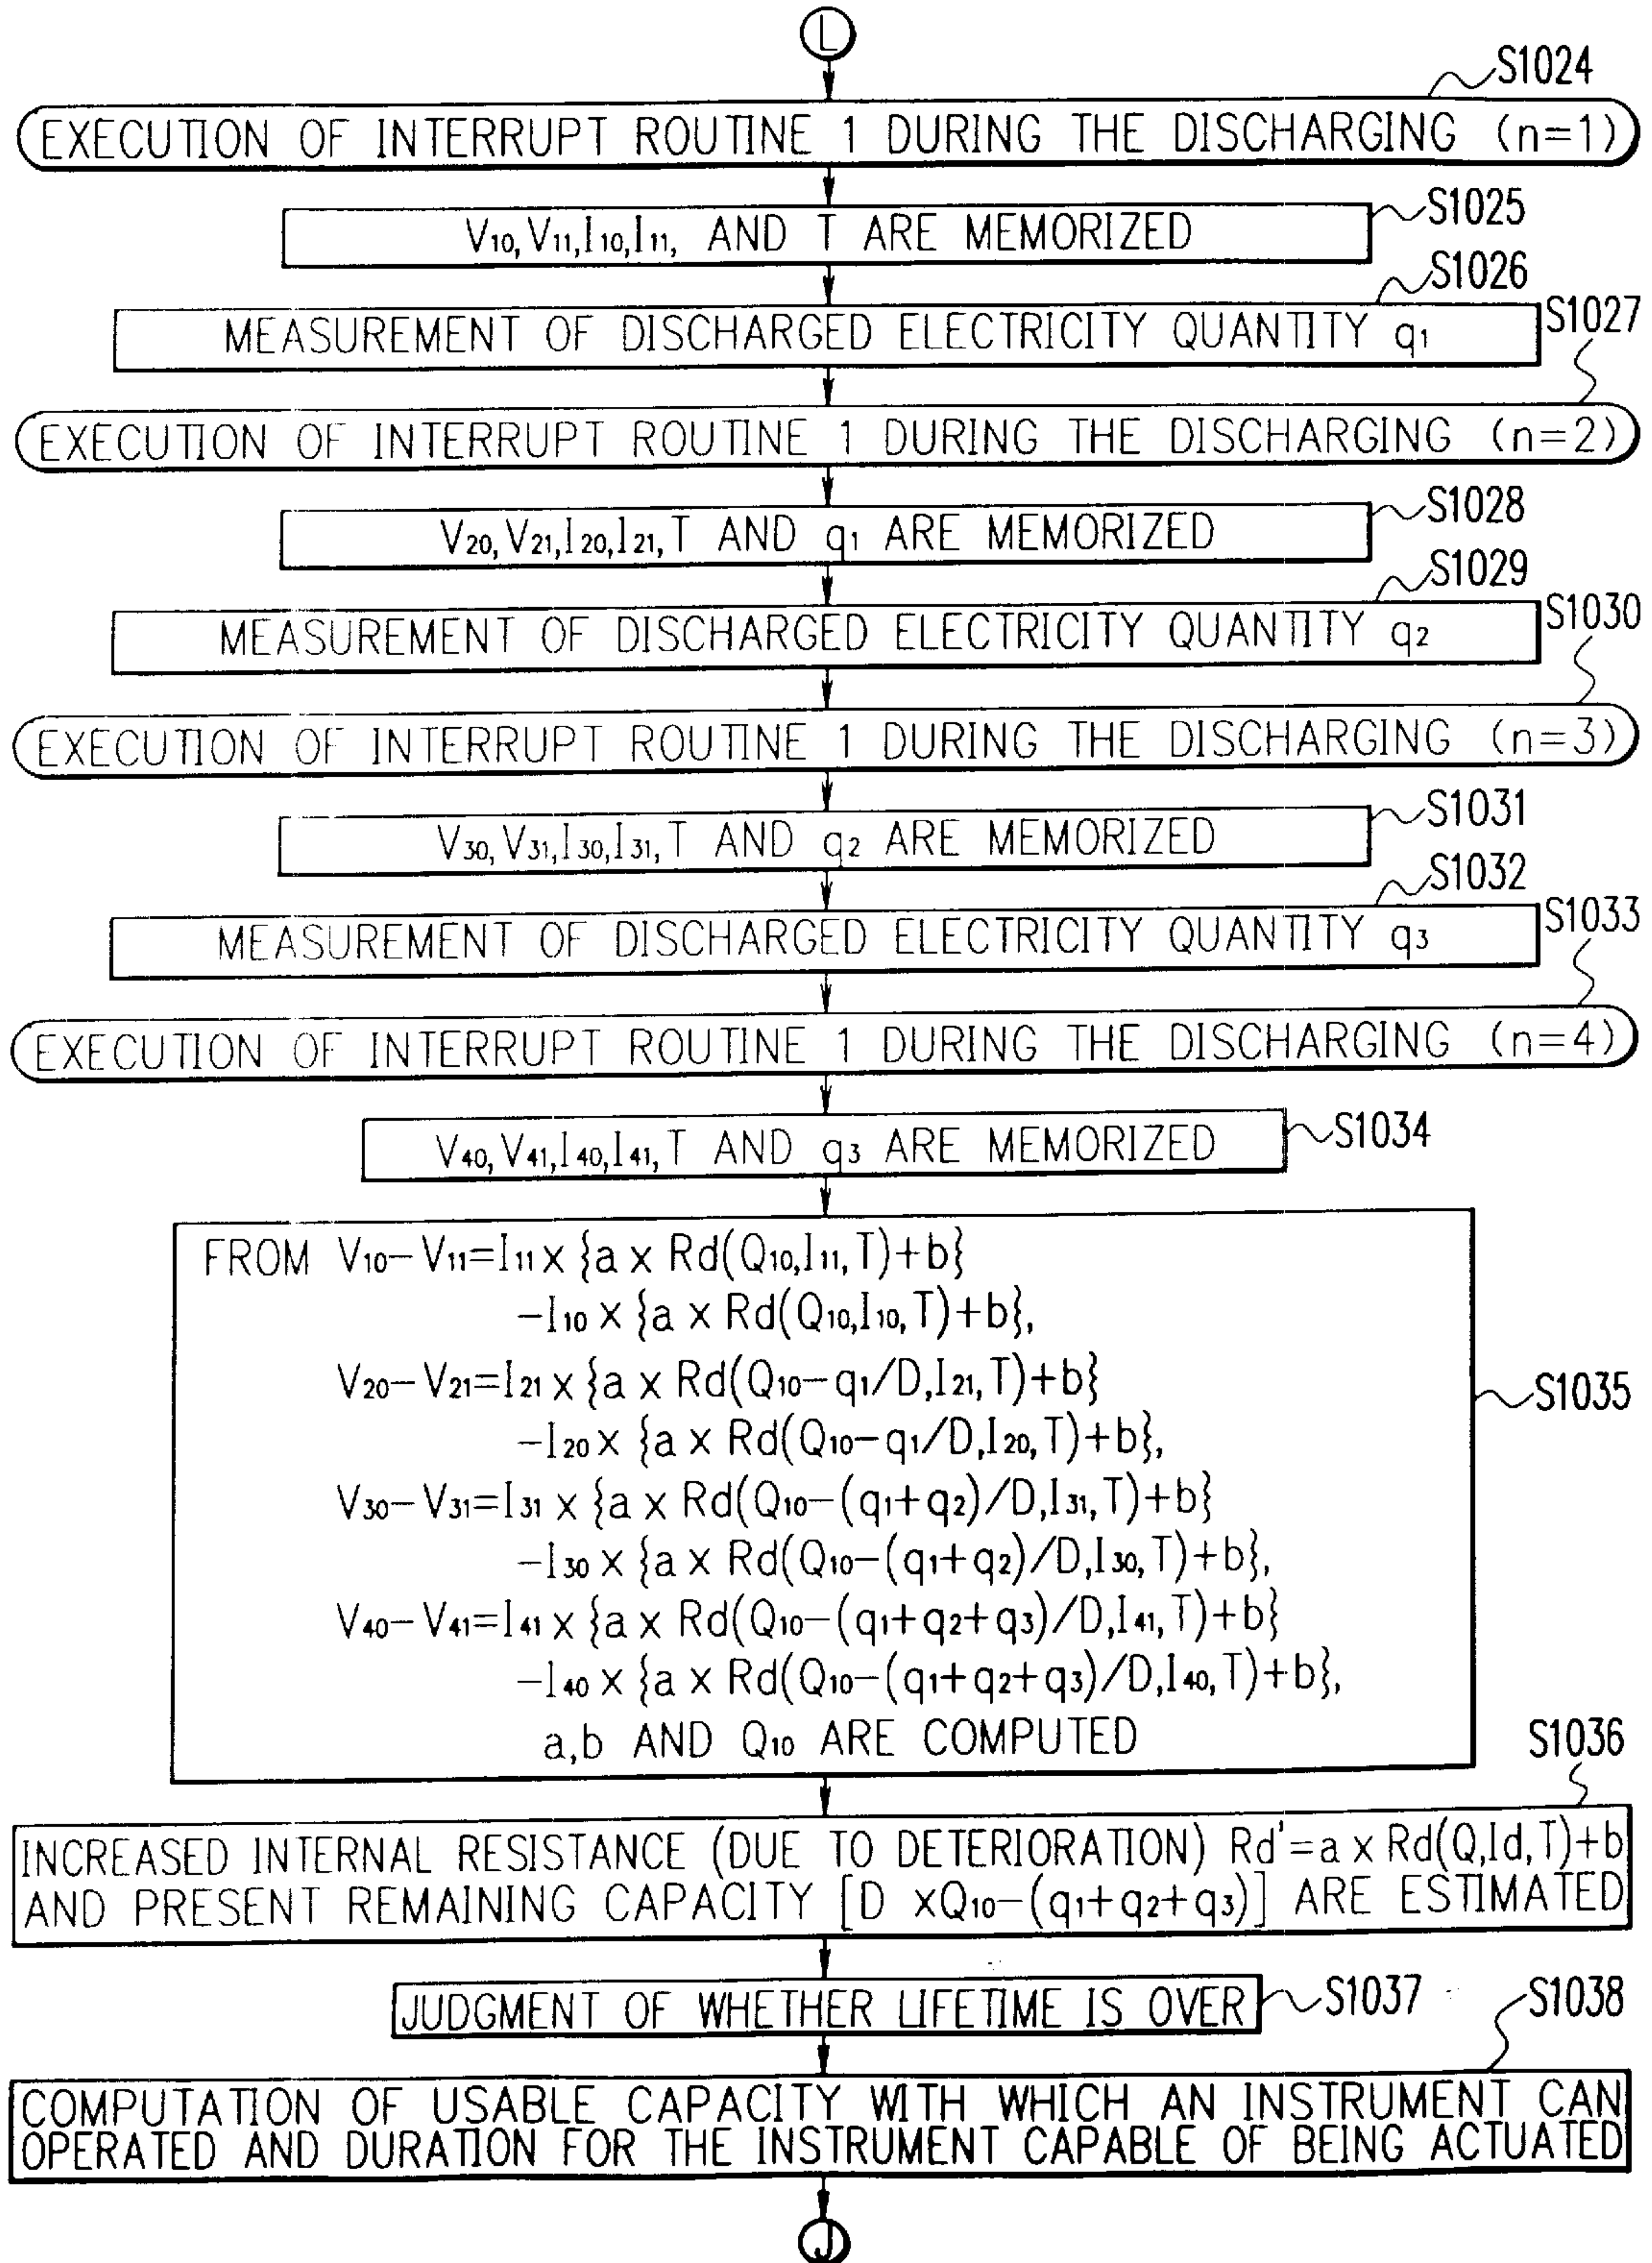 L
S1024
EXECUTION OF INTERRUPT ROUTINE 1 DURING THE DISCHARGING (n=1)
S1025
V10, V11, I10, I11, AND T ARE MEMORIZED
S1026
MEASUREMENT OF DISCHARGED ELECTRICITY QUANTITY q1
S1027
EXECUTION OF INTERRUPT ROUTINE 1 DURING THE DISCHARGING (n=2)
S1028
V20, V21, I20, I21, T AND q1 ARE MEMORIZED
S1029
MEASUREMENT OF DISCHARGED ELECTRICITY QUANTITY q2
S1030
EXECUTION OF INTERRUPT ROUTINE 1 DURING THE DISCHARGING (n=3)
S1031
V30, V31, I30, I31, T AND q2 ARE MEMORIZED
S1032
MEASUREMENT OF DISCHARGED ELECTRICITY QUANTITY q3
S1033
EXECUTION OF INTERRUPT ROUTINE 1 DURING THE DISCHARGING (n=4)
S1034
V40, V41, I40, I41, T AND q3 ARE MEMORIZED
FROM V10−V11=I11 x {a x Rd(Q10,I11,T)+b}
−I10 x {a x Rd(Q10,I10,T)+b},
V20−V21=I21 x {a x Rd(Q10−q1/D,I21,T)+b}
−I20 x {a x Rd(Q10−q1/D,I20,T)+b},
S1035
V30−V31=I31 x {a x Rd(Q10−(q1+q2)/D,I31,T)+b}
−I30 x {a x Rd(Q10−(q1+q2)/D,I30,T)+b},
V40−V41=I41 x {a x Rd(Q10−(q1+q2+q3)/D,I41,T)+b}
−I40 x {a x Rd(Q10−(q1+q2+q3)/D,I40,T)+b},
a,b AND Q10 ARE COMPUTED
S1036
INCREASED INTERNAL RESISTANCE (DUE TO DETERIORATION) Rd'=a x Rd(Q,Id,T)+b
AND PRESENT REMAINING CAPACITY [D xQ10−(q1+q2+q3)] ARE ESTIMATED
JUDGMENT OF WHETHER LIFETIME IS OVER
S1037
S1038
COMPUTATION OF USABLE CAPACITY WITH WHICH AN INSTRUMENT CAN
OPERATED AND DURATION FOR THE INSTRUMENT CAPABLE OF BEING ACTUATED
J